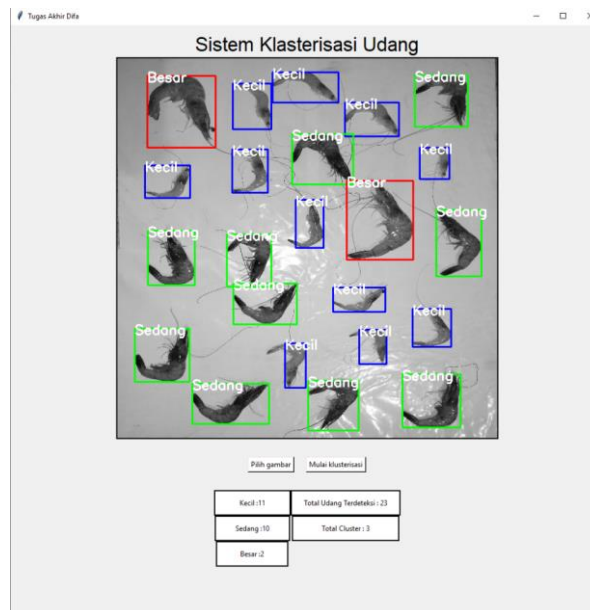 Tugas Akhir Difa
Sistem Klasterisasi Udang
Besar
Kecil
Kecil
Sedang
Kecil
Sedang
Kecil
Kecil
Kecil
Besar
Kecil
Sedang
Sedang
Sedang
Sedang
Kecil
Kecil
Sedang
Kecil
Kecil
Sedang
Sedang
Sedang
Pilih gambar
Mulai klusterisasi
Kecil :11
Total Udang Terdeteksi : 23
Sedang :10
Total Cluster : 3
Besar :2